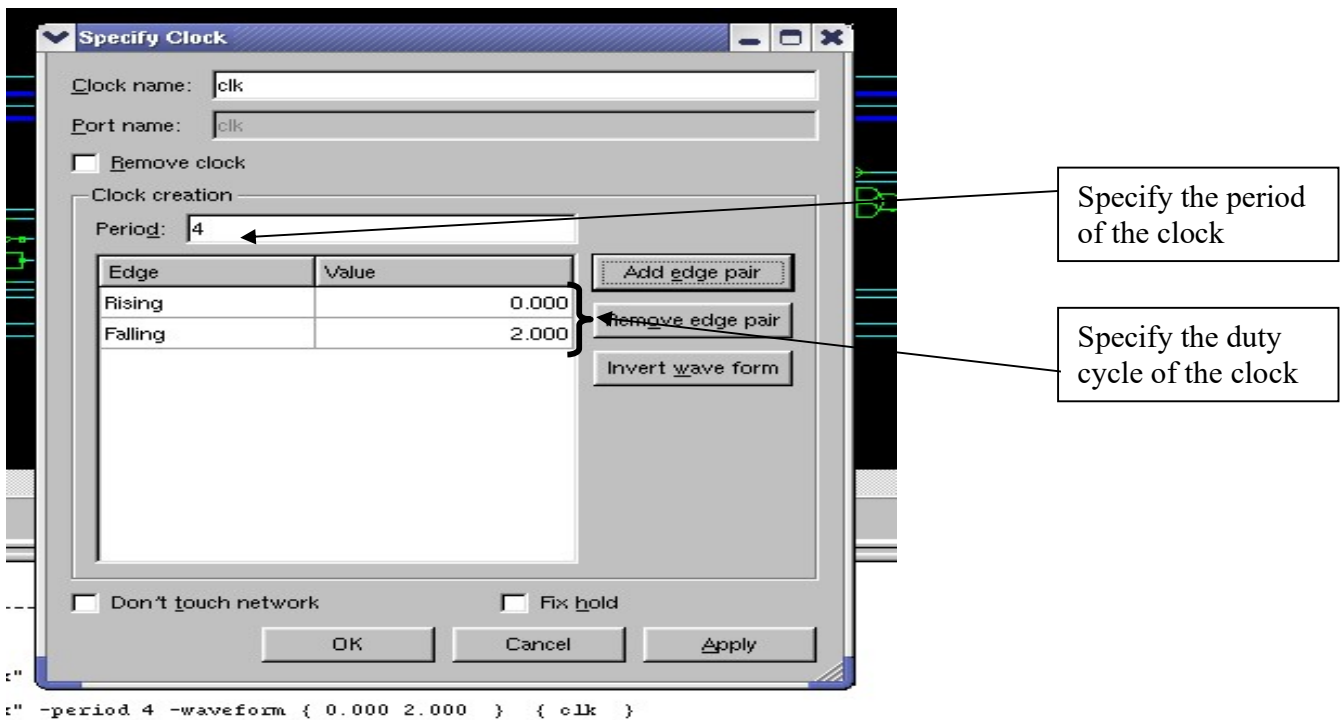 Specify Clock
Clock name: clk
Port name: clk
Remove clock
Clock creation
Period: 4
Edge Value
Rising 0.000
Falling 2.000
Add edge pair
Remove edge pair
Invert wave form
Don't touch network Fix hold
OK Cancel Apply
Specify the period
of the clock
Specify the duty
cycle of the clock
" -period 4 -waveform { 0.000 2.000 } { clk }